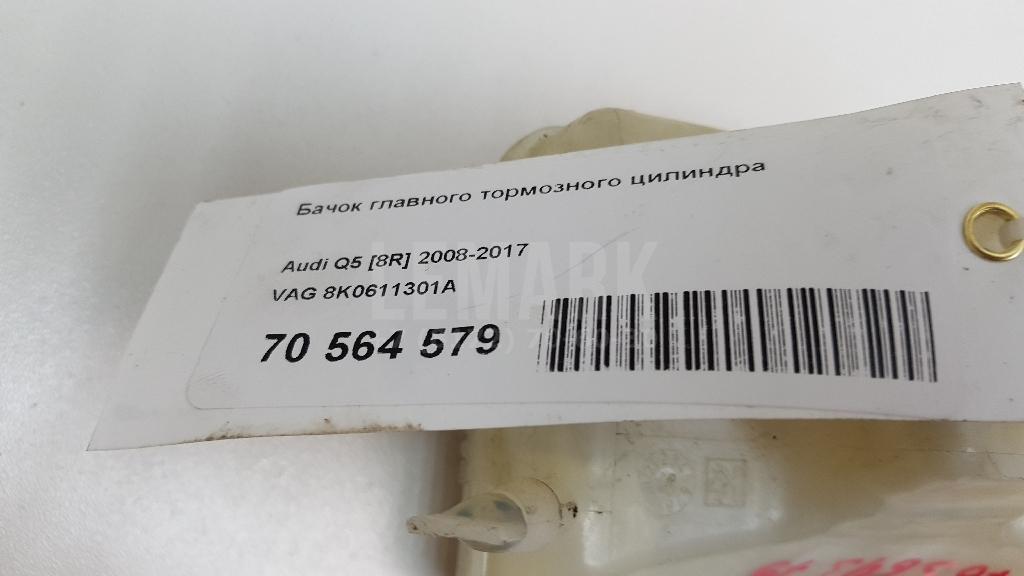 Бачок главного тормозного цилиндра
Audi Q5 [8R] 2008-2017
VAG 8K0611301A
LEMARK
70 564 579